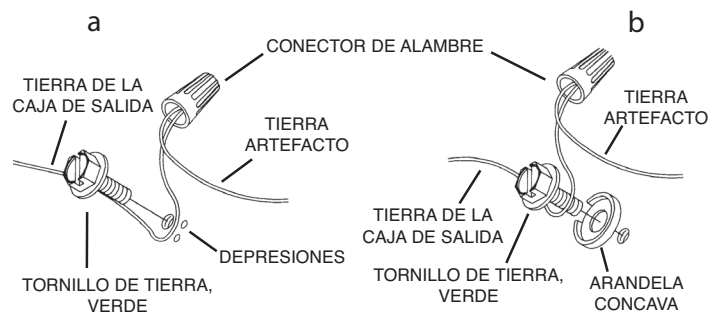 a
b
CONECTOR DE ALAMBRE
TIERRA DE LA
CAJA DE SALIDA
TIERRA
ARTEFACTO
DEPRESIONES
TORNILLO DE TIERRA,
VERDE
TIERRA
ARTEFACTO
TIERRA DE LA
CAJA DE SALIDA
TORNILLO DE TIERRA,
VERDE
ARANDELA
CONCAVA